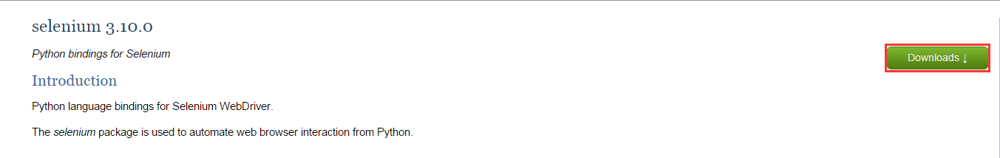 selenium 3.10.0
Python bindings for Selenium
Downloads ↓
Introduction
Python language bindings for Selenium WebDriver.
The selenium package is used to automate web browser interaction from Python.